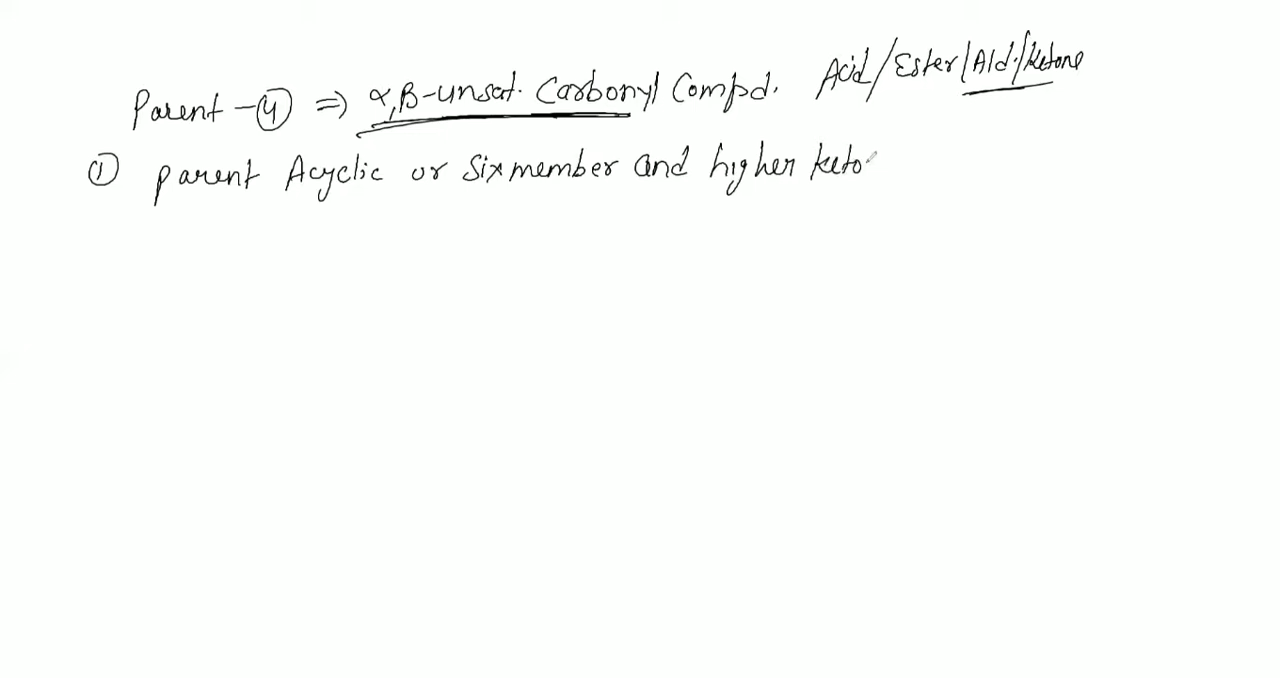 Parent - 4 ⇒ α,β-unsat. Carbonyl Compd. Acid/Ester/Ald./Ketone
① parent Acyclic or Six member and higher keto